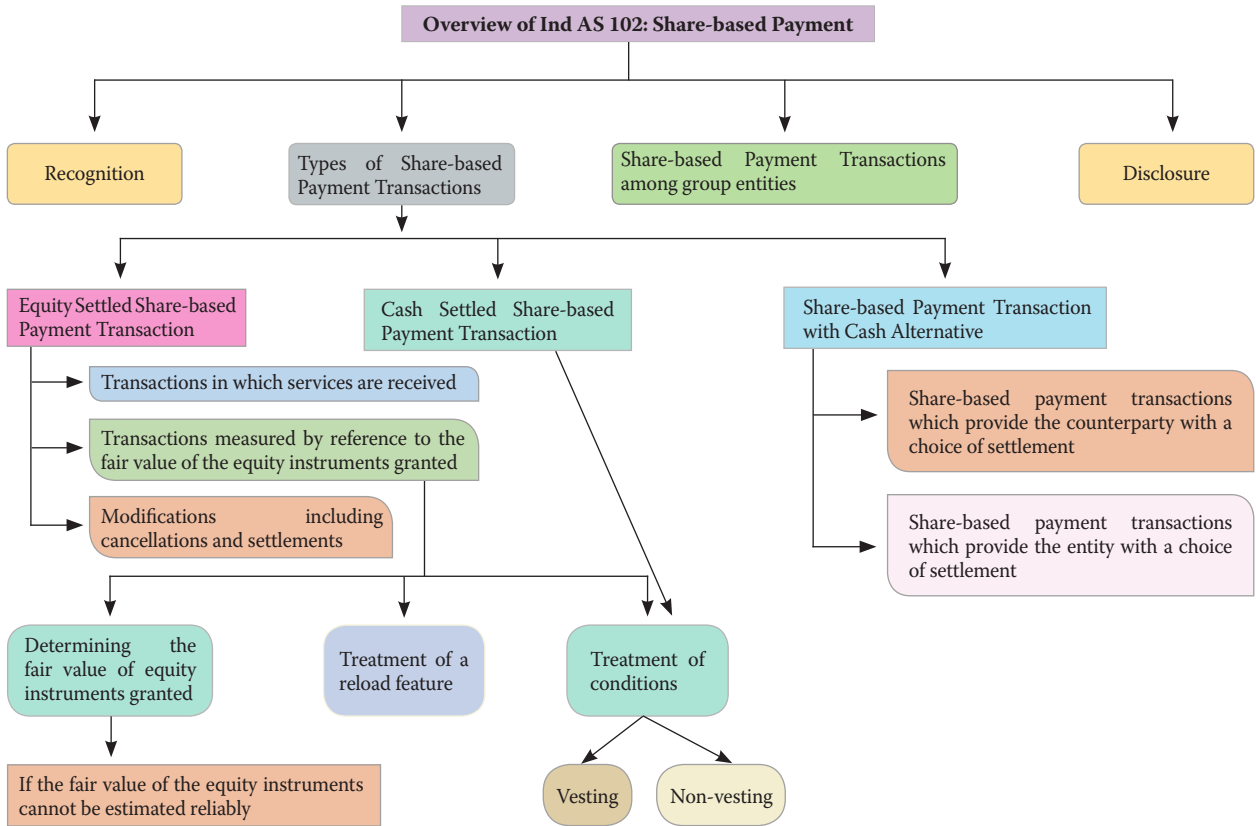 Overview of Ind AS 102: Share-based Payment
Recognition
Types of Share-based
Payment Transactions
Share-based Payment Transactions
among group entities
Disclosure
Equity Settled Share-based
Payment Transaction
Cash Settled Share-based
Payment Transaction
Share-based Payment Transaction
with Cash Alternative
Transactions in which services are received
Transactions measured by reference to the
fair value of the equity instruments granted
Modifications including
cancellations and settlements
Share-based payment transactions
which provide the counterparty with a
choice of settlement
Share-based payment transactions
which provide the entity with a choice
of settlement
Determining the
fair value of equity
instruments granted
Treatment of a
reload feature
Treatment of
conditions
If the fair value of the equity instruments
cannot be estimated reliably
Vesting
Non-vesting